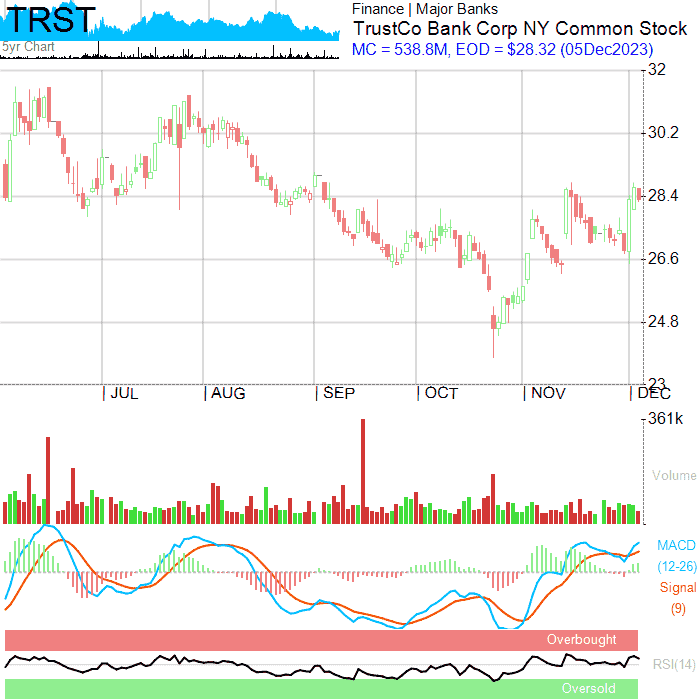 TRST
5yr Chart
Finance | Major Banks
TrustCo Bank Corp NY Common Stock
MC = 538.8M, EOD = $28.32 (05Dec2023)
32
30.2
28.4
26.6
24.8
23
JUL AUG SEP OCT NOV DEC
361k
Volume
MACD
(12-26)
Signal
(9)
Overbought
RSI(14)
Oversold